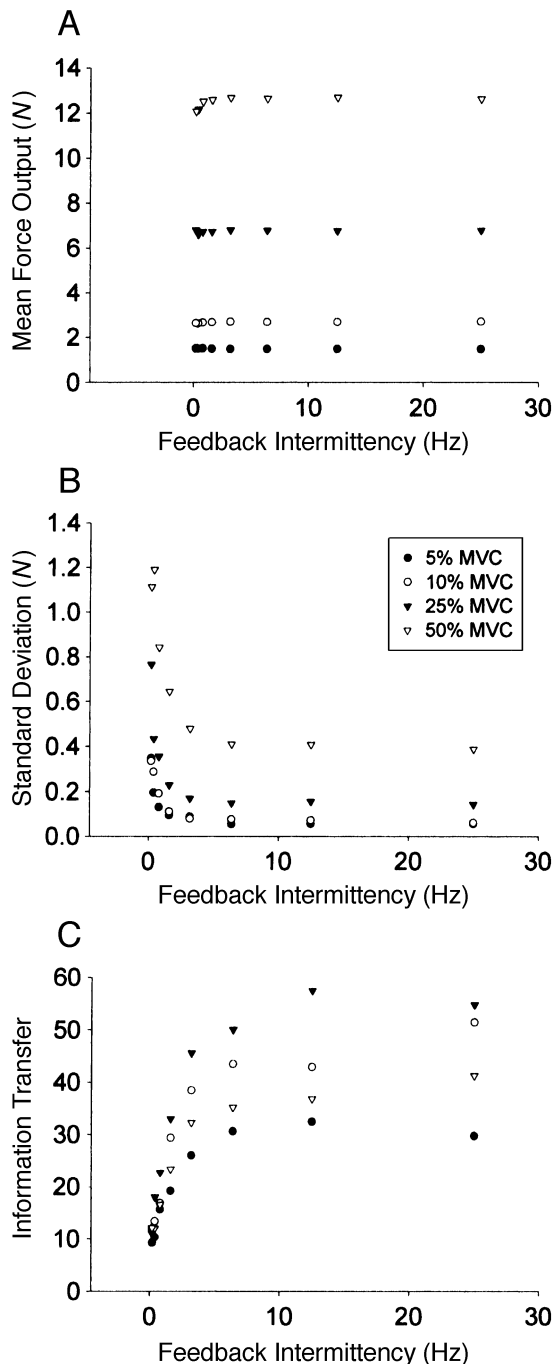 A
Mean Force Output (N)
14
12
10
8
6
4
2
0
0 10 20 30
Feedback Intermittency (Hz)
B
Standard Deviation (N)
1.4
1.2
1.0
0.8
0.6
0.4
0.2
0.0
5% MVC
10% MVC
25% MVC
50% MVC
0 10 20 30
Feedback Intermittency (Hz)
C
Information Transfer
60
50
40
30
20
10
0
0 10 20 30
Feedback Intermittency (Hz)